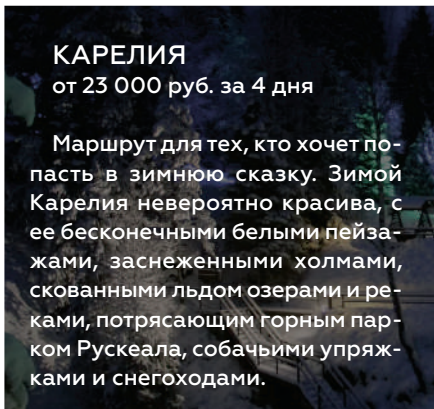 КАРЕЛИЯ
от 23 000 руб. за 4 дня
Маршрут для тех, кто хочет по-
пасть в зимнюю сказку. Зимой
Карелия невероятно красива, с
ее бесконечными белыми пейза-
жами, заснеженными холмами,
скованными льдом озерами и ре-
ками, потрясающим горным пар-
ком Рускеала, собачьими упряж-
ками и снегоходами.